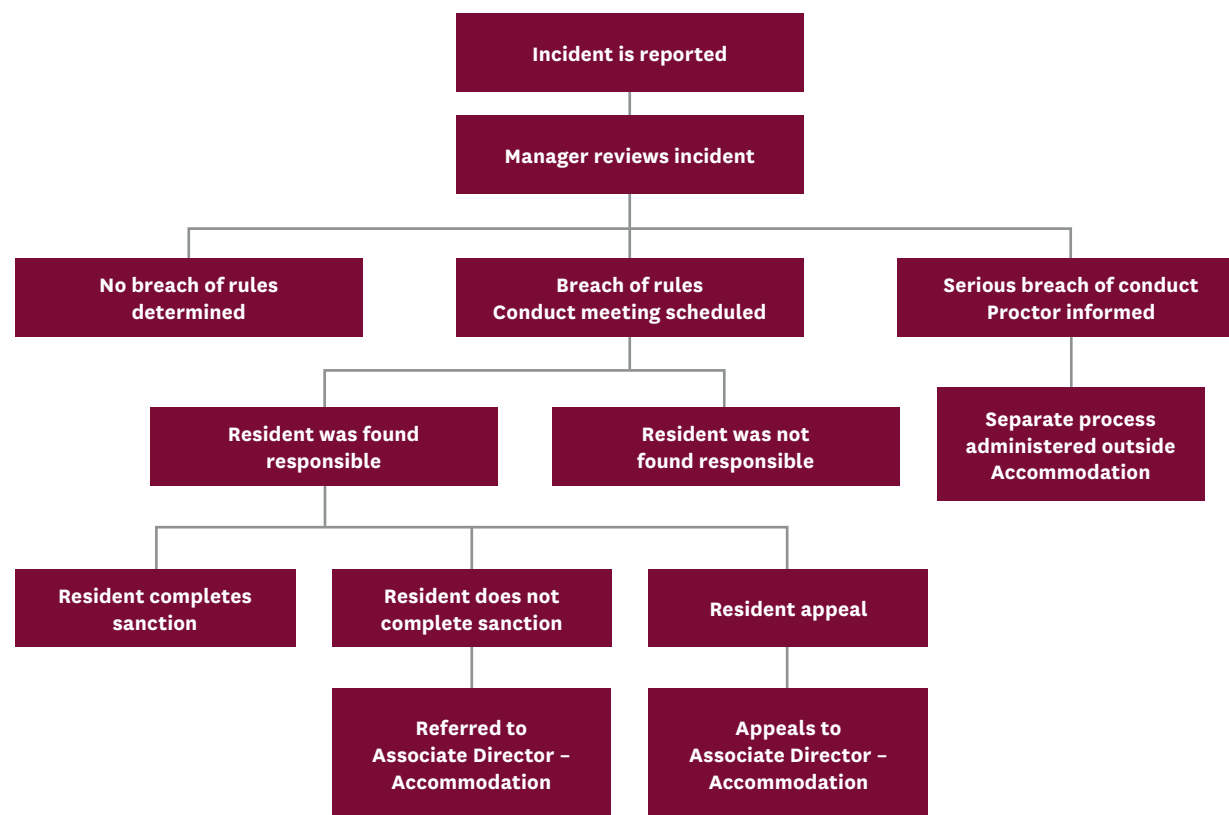 Incident is reported
Manager reviews incident
No breach of rules
determined
Breach of rules
Conduct meeting scheduled
Serious breach of conduct
Proctor informed
Resident was found
responsible
Resident was not
found responsible
Separate process
administered outside
Accommodation
Resident completes
sanction
Resident does not
complete sanction
Resident appeal
Referred to
Associate Director –
Accommodation
Appeals to
Associate Director –
Accommodation